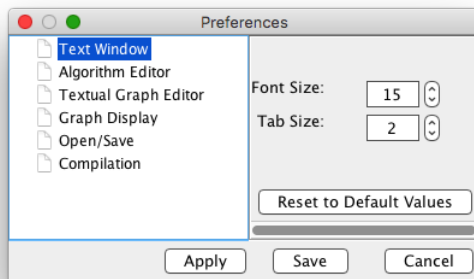 Preferences
Text Window
Algorithm Editor
Textual Graph Editor
Graph Display
Open/Save
Compilation
Font Size: 15
Tab Size: 2
Reset to Default Values
Apply Save Cancel